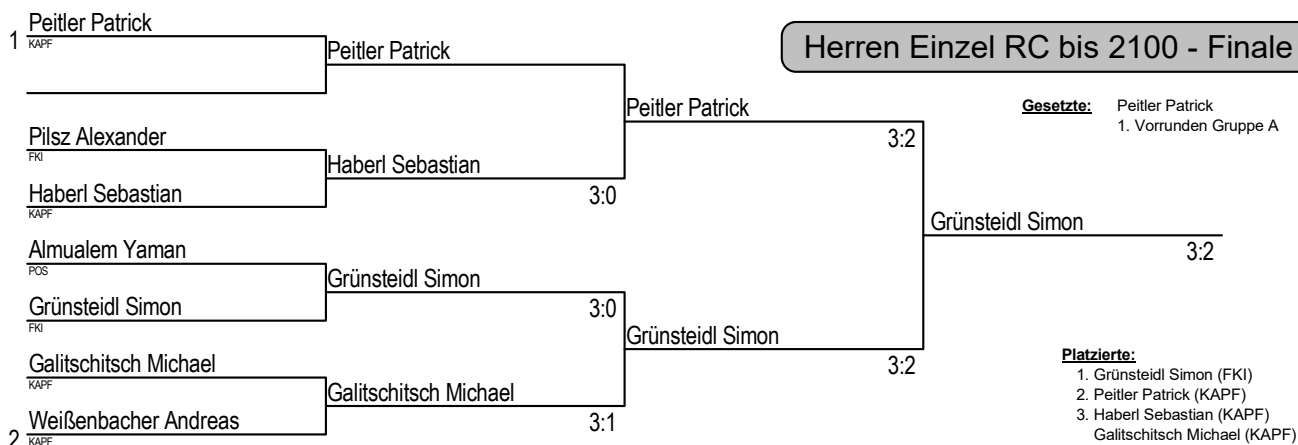 Herren Einzel RC bis 2100 - Finale
Gesetzte: Peitler Patrick
1. Vorrunden Gruppe A
1 Peitler Patrick
KAPF
Pilsz Alexander
FKI
Haberl Sebastian
KAPF
Almualem Yaman
POS
Grünsteidl Simon
FKI
Galitschitsch Michael
KAPF
2 Weißenbacher Andreas
KAPF
Peitler Patrick
Haberl Sebastian
3:0
Grünsteidl Simon
3:0
Galitschitsch Michael
3:1
Peitler Patrick
3:2
Grünsteidl Simon
3:2
Grünsteidl Simon
3:2
Platzierte:
1. Grünsteidl Simon (FKI)
2. Peitler Patrick (KAPF)
3. Haberl Sebastian (KAPF)
Galitschitsch Michael (KAPF)